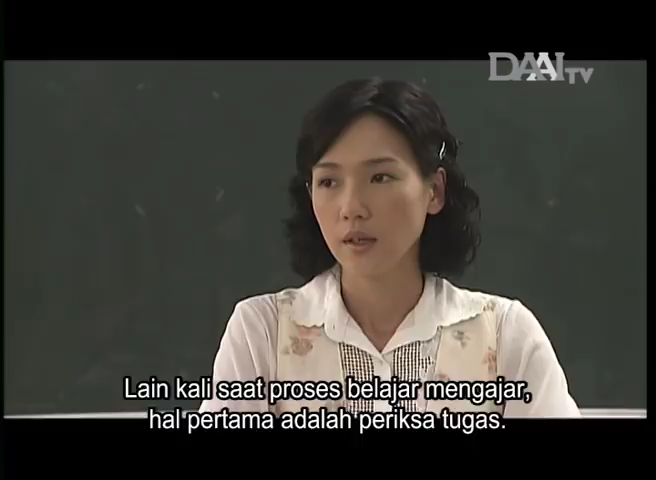 DAAI TV
Lain kali saat proses belajar mengajar,
hal pertama adalah periksa tugas.